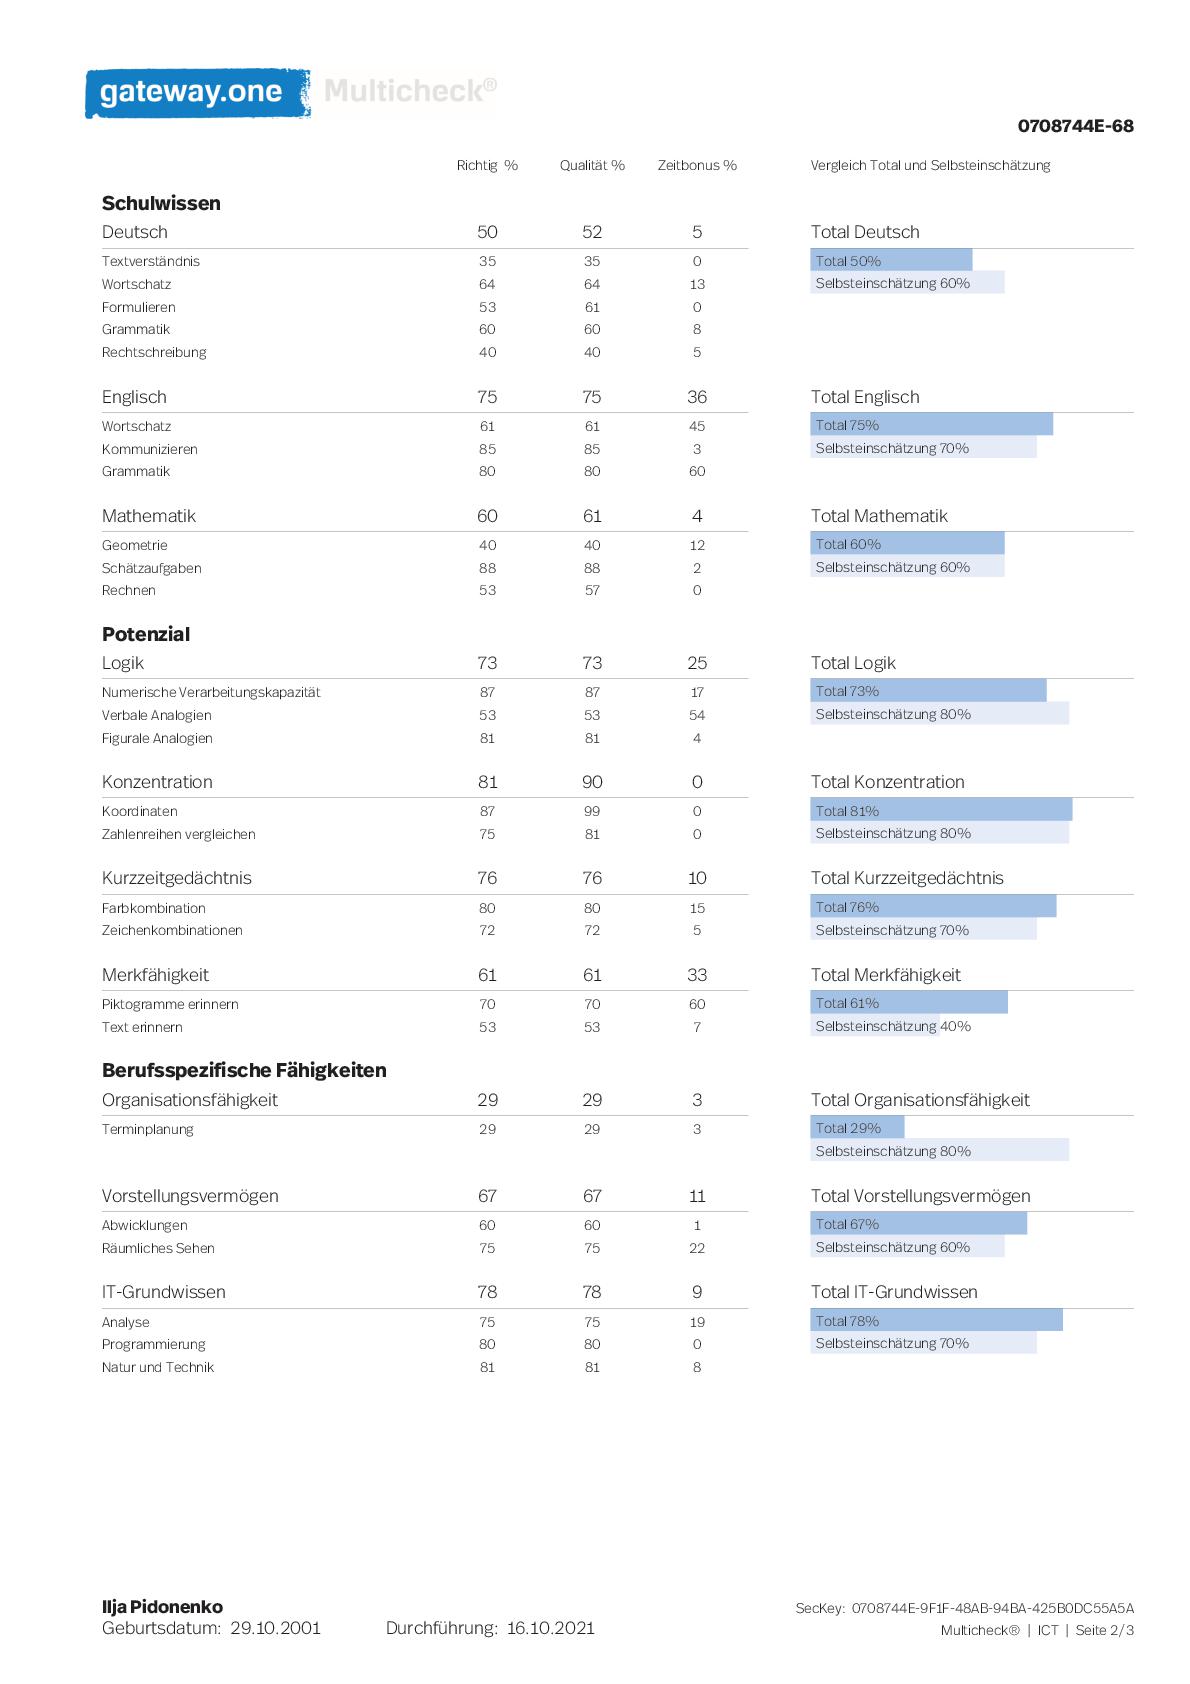 gateway.one Multicheck®
0708744E-68
Richtig % Qualität % Zeitbonus % Vergleich Total und Selbsteinschätzung
Schulwissen
Deutsch 50 52 5 Total Deutsch
Textverständnis 35 35 0 Total 50%
Wortschatz 64 64 13 Selbsteinschätzung 60%
Formulieren 53 61 0
Grammatik 60 60 8
Rechtschreibung 40 40 5
Englisch 75 75 36 Total Englisch
Wortschatz 61 61 45 Total 75%
Kommunizieren 85 85 3 Selbsteinschätzung 70%
Grammatik 80 80 60
Mathematik 60 61 4 Total Mathematik
Geometrie 40 40 12 Total 60%
Schätzaufgaben 88 88 2 Selbsteinschätzung 60%
Rechnen 53 57 0
Potenzial
Logik 73 73 25 Total Logik
Numerische Verarbeitungskapazität 87 87 17 Total 73%
Verbale Analogien 53 53 54 Selbsteinschätzung 80%
Figurale Analogien 81 81 4
Konzentration 81 90 0 Total Konzentration
Koordinaten 87 99 0 Total 81%
Zahlenreihen vergleichen 75 81 0 Selbsteinschätzung 80%
Kurzzeitgedächtnis 76 76 10 Total Kurzzeitgedächtnis
Farbkombination 80 80 15 Total 76%
Zeichenkombinationen 72 72 5 Selbsteinschätzung 70%
Merkfähigkeit 61 61 33 Total Merkfähigkeit
Piktogramme erinnern 70 70 60 Total 61%
Text erinnern 53 53 7 Selbsteinschätzung 40%
Berufsspezifische Fähigkeiten
Organisationsfähigkeit 29 29 3 Total Organisationsfähigkeit
Terminplanung 29 29 3 Total 29%
Selbsteinschätzung 80%
Vorstellungsvermögen 67 67 11 Total Vorstellungsvermögen
Abwicklungen 60 60 1 Total 67%
Räumliches Sehen 75 75 22 Selbsteinschätzung 60%
IT-Grundwissen 78 78 9 Total IT-Grundwissen
Analyse 75 75 19 Total 78%
Programmierung 80 80 0 Selbsteinschätzung 70%
Natur und Technik 81 81 8
Ilja Pidonenko SecKey: 0708744E-9F1F-48AB-94BA-425B0DC55A5A
Geburtsdatum: 29.10.2001 Durchführung: 16.10.2021 Multicheck® | ICT | Seite 2/3